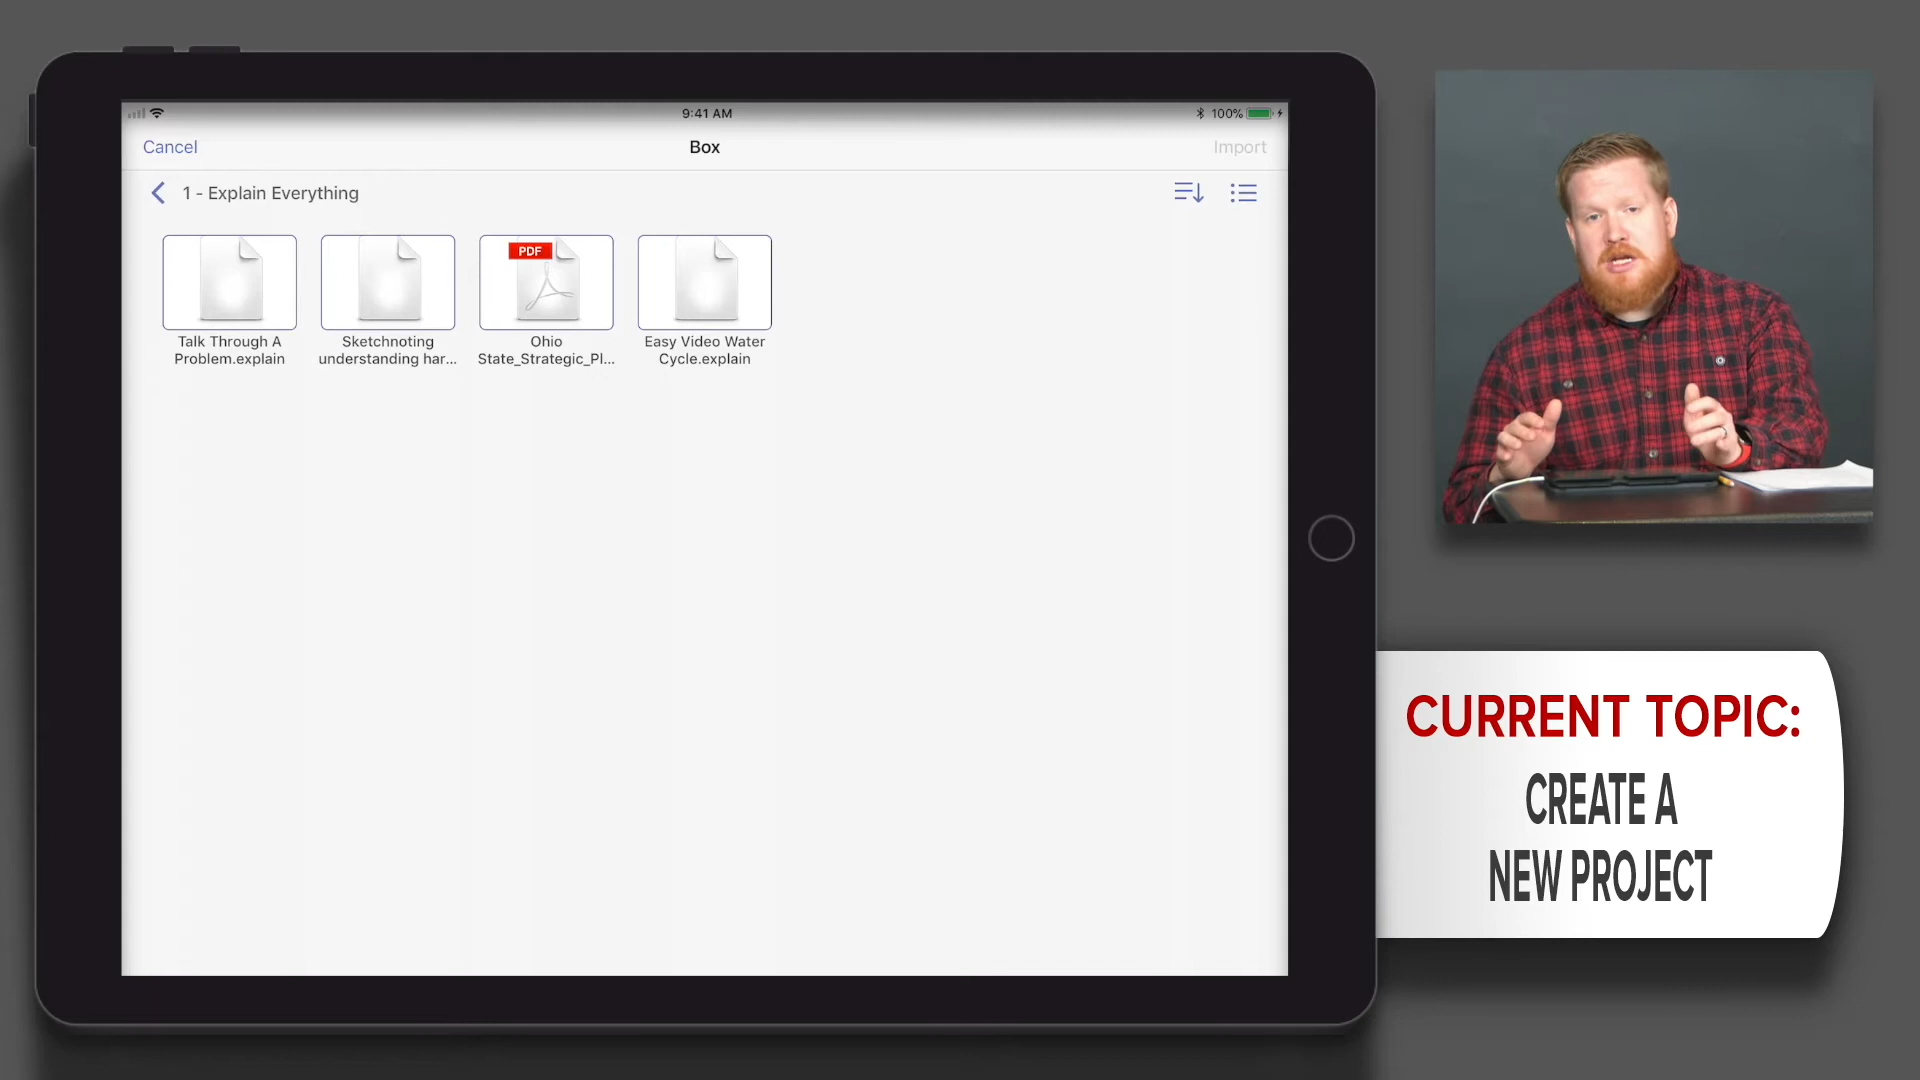 9:41 AM
100%
Cancel
Box
Import
1 - Explain Everything
Talk Through A
Problem.explain
Sketchnoting
understanding har...
PDF
Ohio
State_Strategic_Pl...
Easy Video Water
Cycle.explain
CURRENT TOPIC:
CREATE A
NEW PROJECT